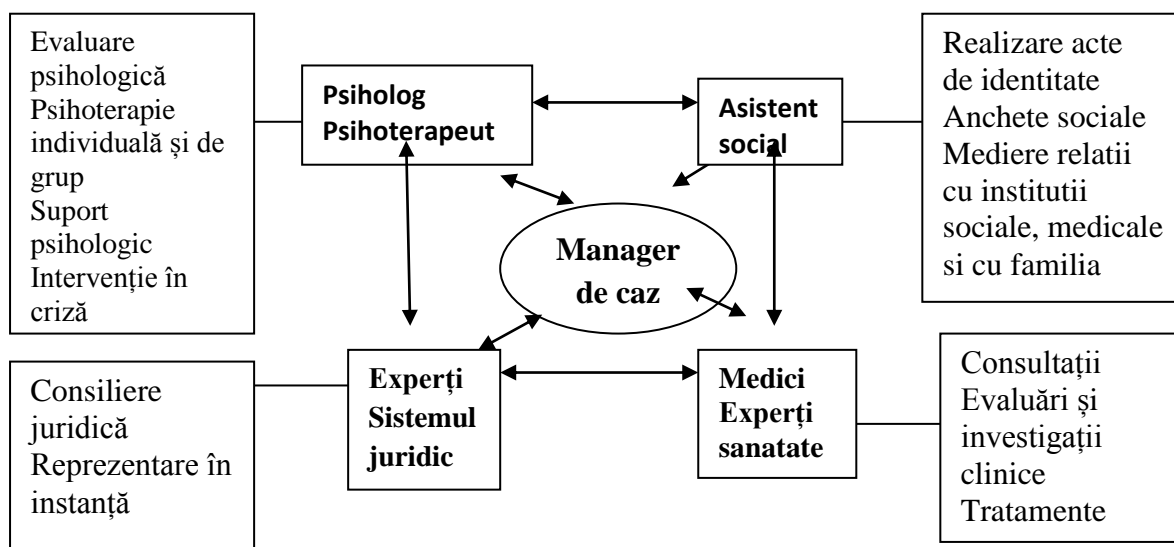 Evaluare
psihologică
Psihoterapie
individuală și de
grup
Suport
psihologic
Intervenție în
criză
Psiholog
Psihoterapeut
Asistent
social
Realizare acte
de identitate
Anchete sociale
Mediere relatii
cu institutii
sociale, medicale
si cu familia
Manager
de caz
Consiliere
juridică
Reprezentare în
instanță
Experți
Sistemul
juridic
Medici
Experți
sanatate
Consultații
Evaluări și
investigații
clinice
Tratamente